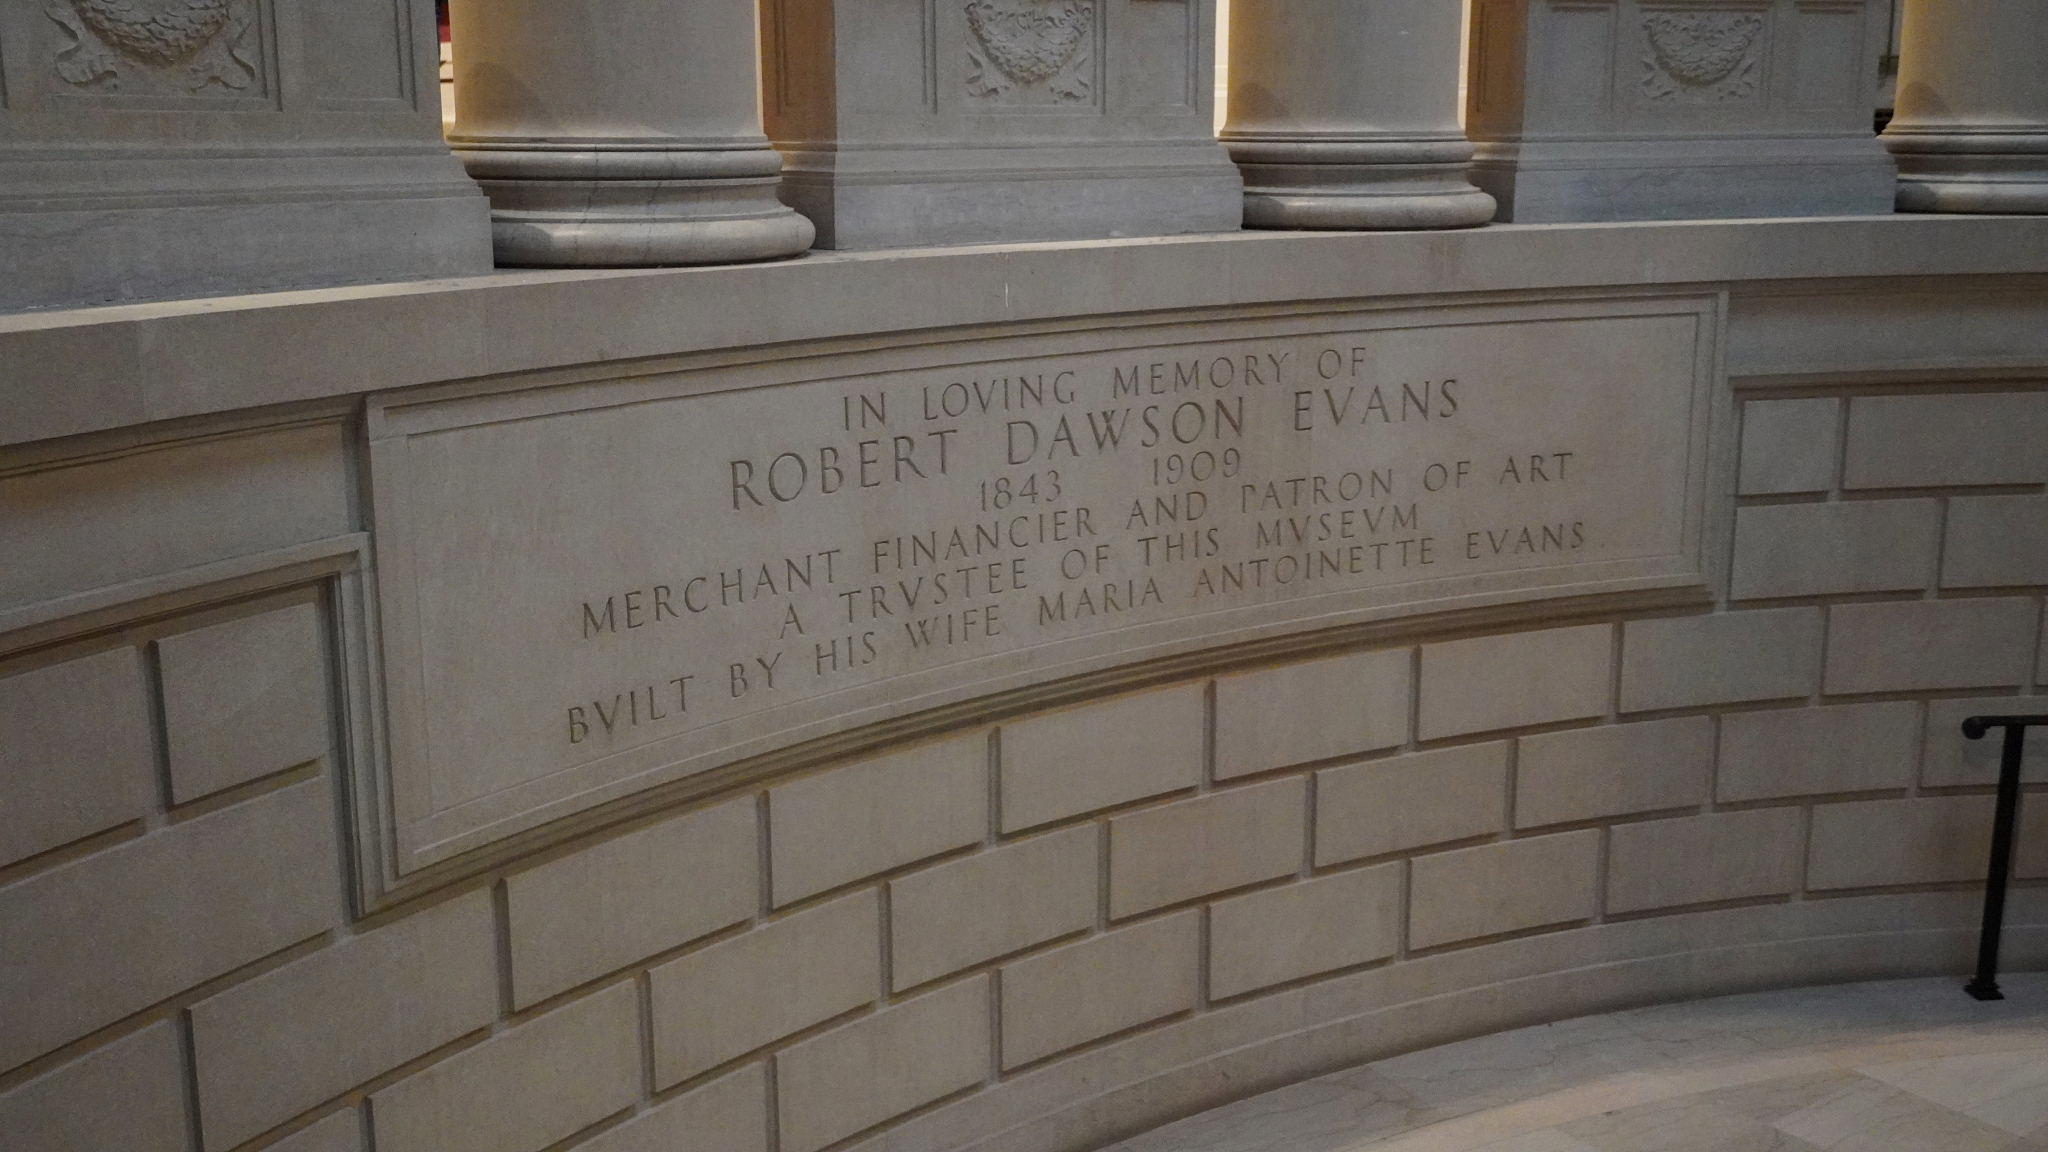 IN LOVING MEMORY OF
ROBERT DAWSON EVANS
1843 1909
MERCHANT FINANCIER AND PATRON OF ART
A TRVSTEE OF THIS MVSEVM
BVILT BY HIS WIFE MARIA ANTOINETTE EVANS